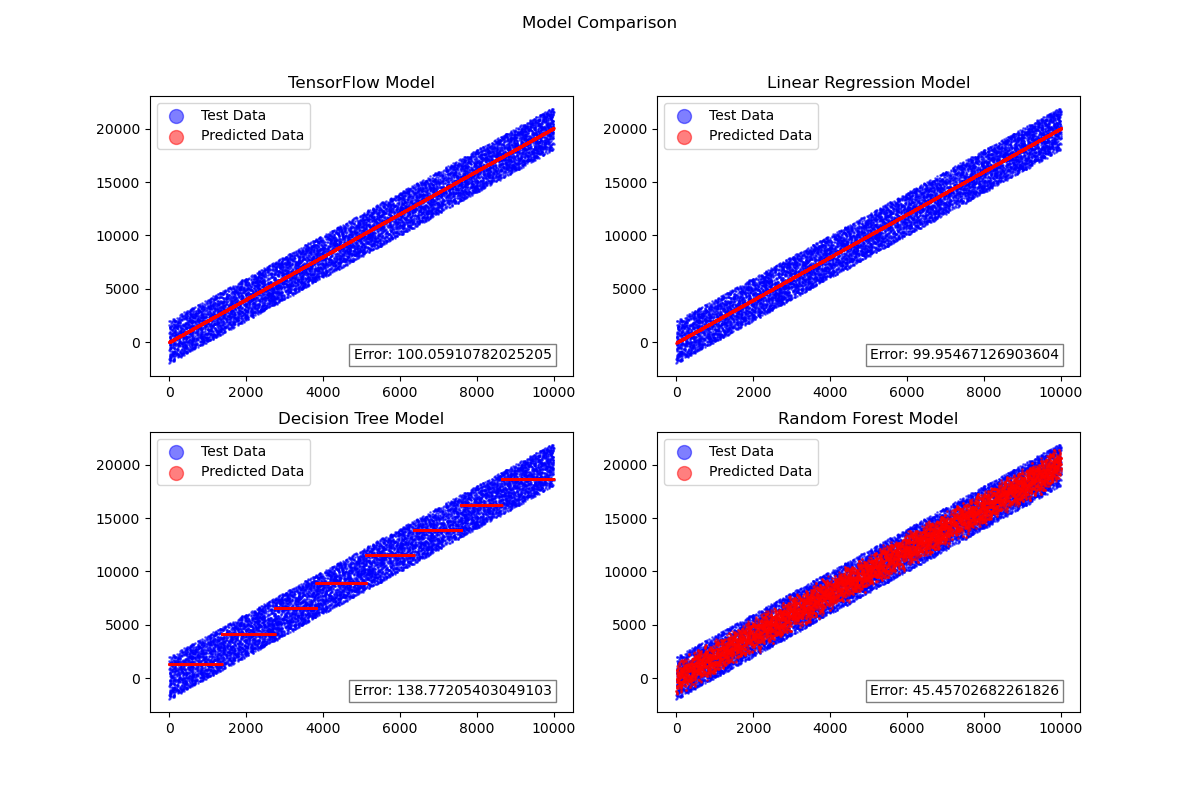 Model Comparison
TensorFlow Model
Test Data
Predicted Data
20000
15000
10000
5000
0
Error: 100.05910782025205
0 2000 4000 6000 8000 10000
Linear Regression Model
Test Data
Predicted Data
20000
15000
10000
5000
0
Error: 99.95467126903604
0 2000 4000 6000 8000 10000
Decision Tree Model
Test Data
Predicted Data
20000
15000
10000
5000
0
Error: 138.77205403049103
0 2000 4000 6000 8000 10000
Random Forest Model
Test Data
Predicted Data
20000
15000
10000
5000
0
Error: 45.45702682261826
0 2000 4000 6000 8000 10000